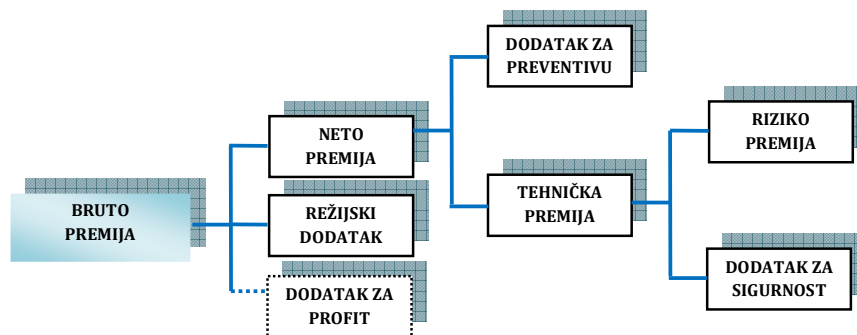 DODATAK ZA
PREVENTIVU
NETO
PREMIJA
RIZIKO
PREMIJA
TEHNIČKA
PREMIJA
BRUTO
PREMIJA
REŽIJSKI
DODATAK
DODATAK ZA
SIGURNOST
DODATAK ZA
PROFIT